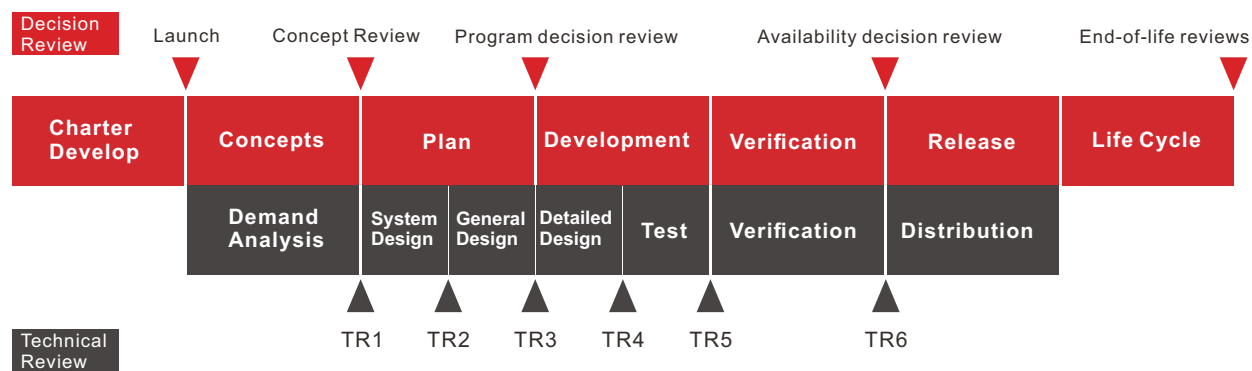 Decision
Review
Launch
Concept Review
Program decision review
Availability decision review
End-of-life reviews
Charter
Develop
Concepts
Plan
Development
Verification
Release
Life Cycle
Demand
Analysis
System
Design
General
Design
Detailed
Design
Test
Verification
Distribution
TR1
TR2
TR3
TR4
TR5
TR6
Technical
Review